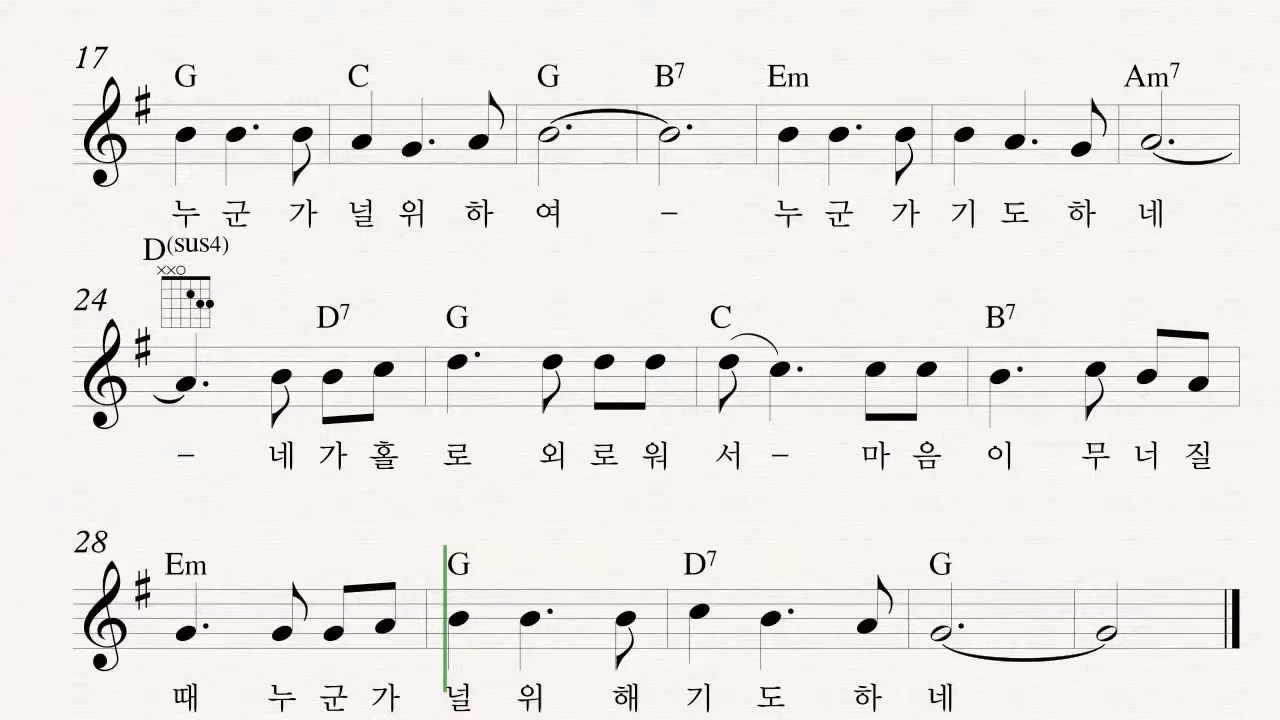 17
G C G B7 Em Am7
누 군 가 널 위 하 여 – 누 군 가 기 도 하 네
D(sus4)
xxo
24
D7 G C B7
– 네 가 홀 로 외 로 워 서 – 마 음 이 무 너 질
28
Em G D7 G
때 누 군 가 널 위 해 기 도 하 네